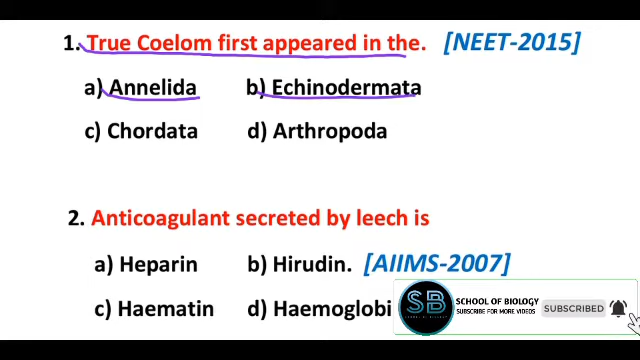 1. True Coelom first appeared in the. [NEET-2015]
a) Annelida b) Echinodermata
c) Chordata d) Arthropoda
2. Anticoagulant secreted by leech is
a) Heparin b) Hirudin. [AIIMS-2007]
c) Haematin d) Haemoglobi
SB
SCHOOL OF BIOLOGY
SUBSCRIBE FOR MORE VIDEOS
SUBSCRIBED